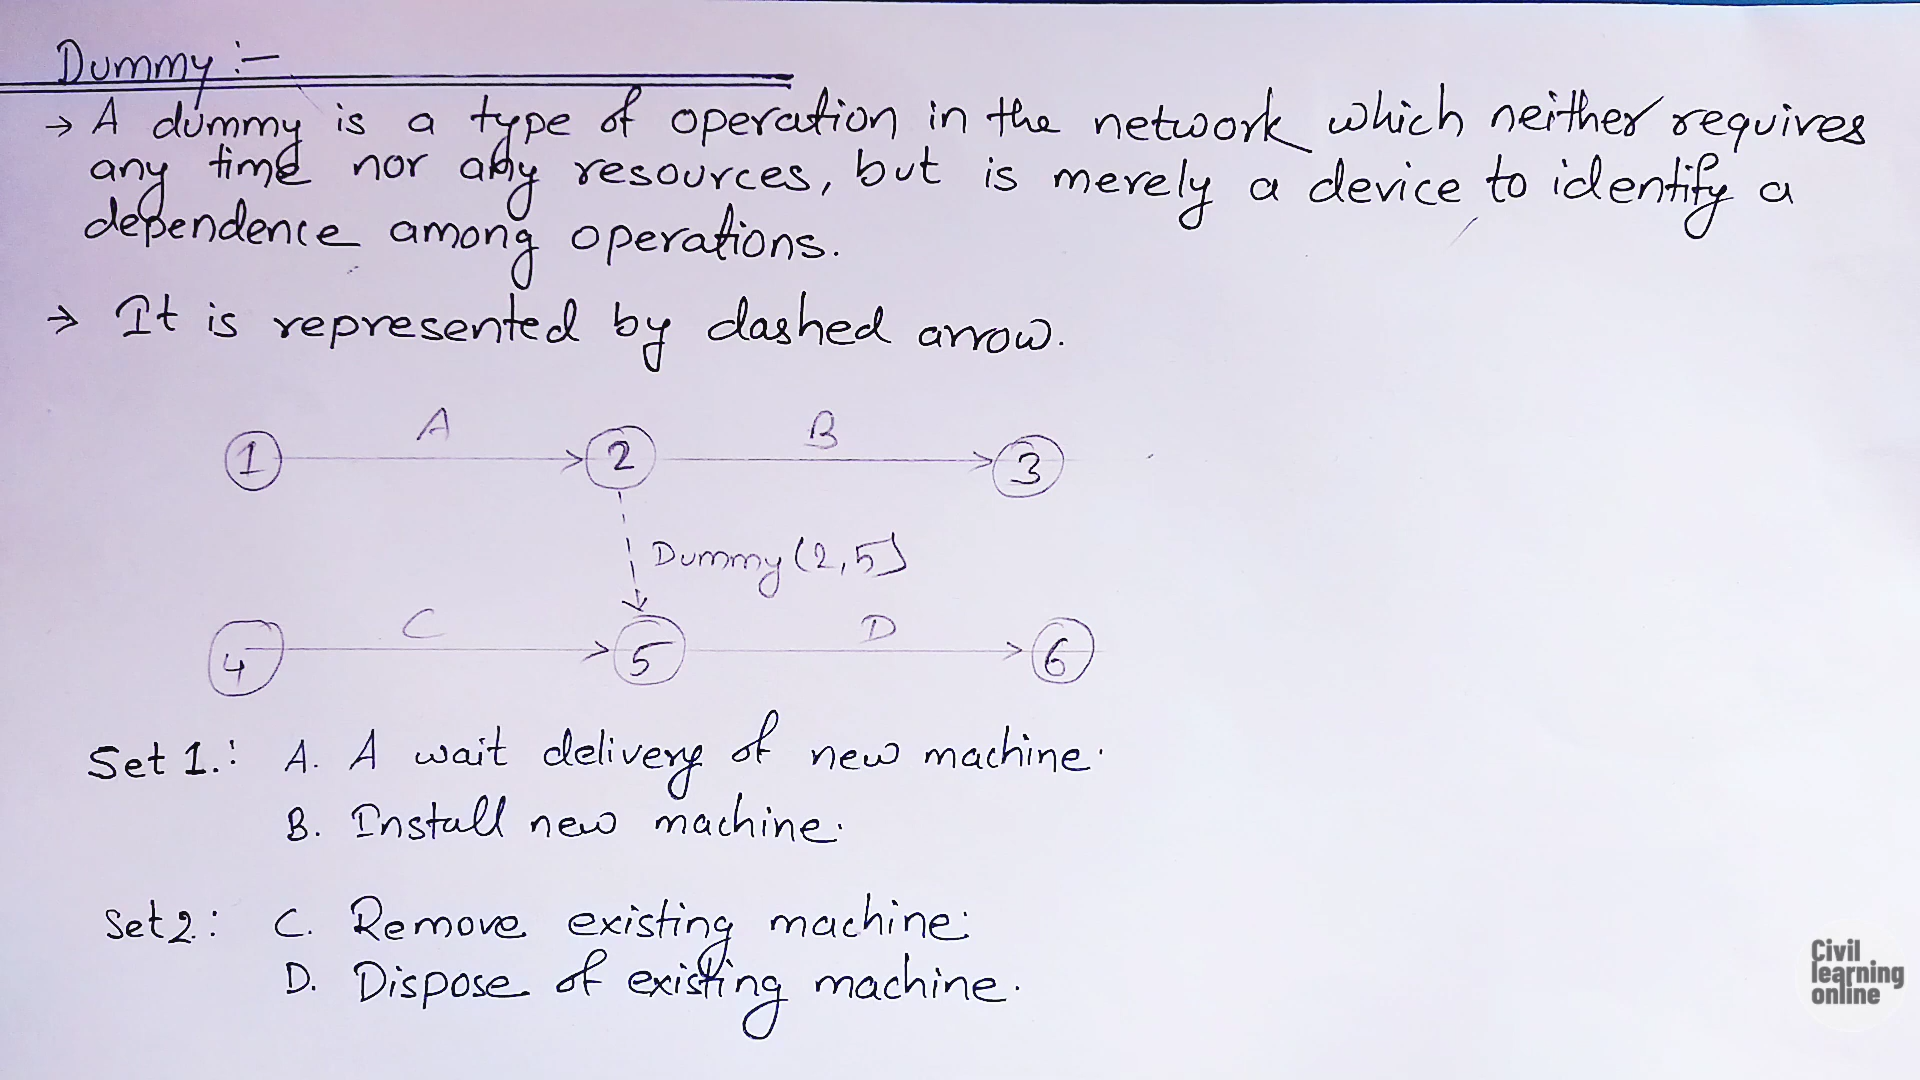 Dummy :-
→ A dummy is a type of operation in the network which neither requires
any time nor any resources, but is merely a device to identify a
dependence among operations.
→ It is represented by dashed arrow.
A B
1 2 3
Dummy (2,5)
C D
4 5 6
Set 1.: A. A wait delivery of new machine.
B. Install new machine.
Set 2: C. Remove existing machine.
D. Dispose of existing machine.
Civil
learning
online